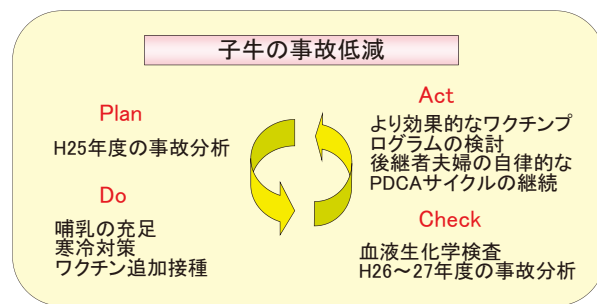 子牛の事故低減
Plan
H25年度の事故分析
Do
哺乳の充足
寒冷対策
ワクチン追加接種
Act
より効果的なワクチンプ
ログラムの検討
後継者夫婦の自律的な
PDCAサイクルの継続
Check
血液生化学検査
H26～27年度の事故分析